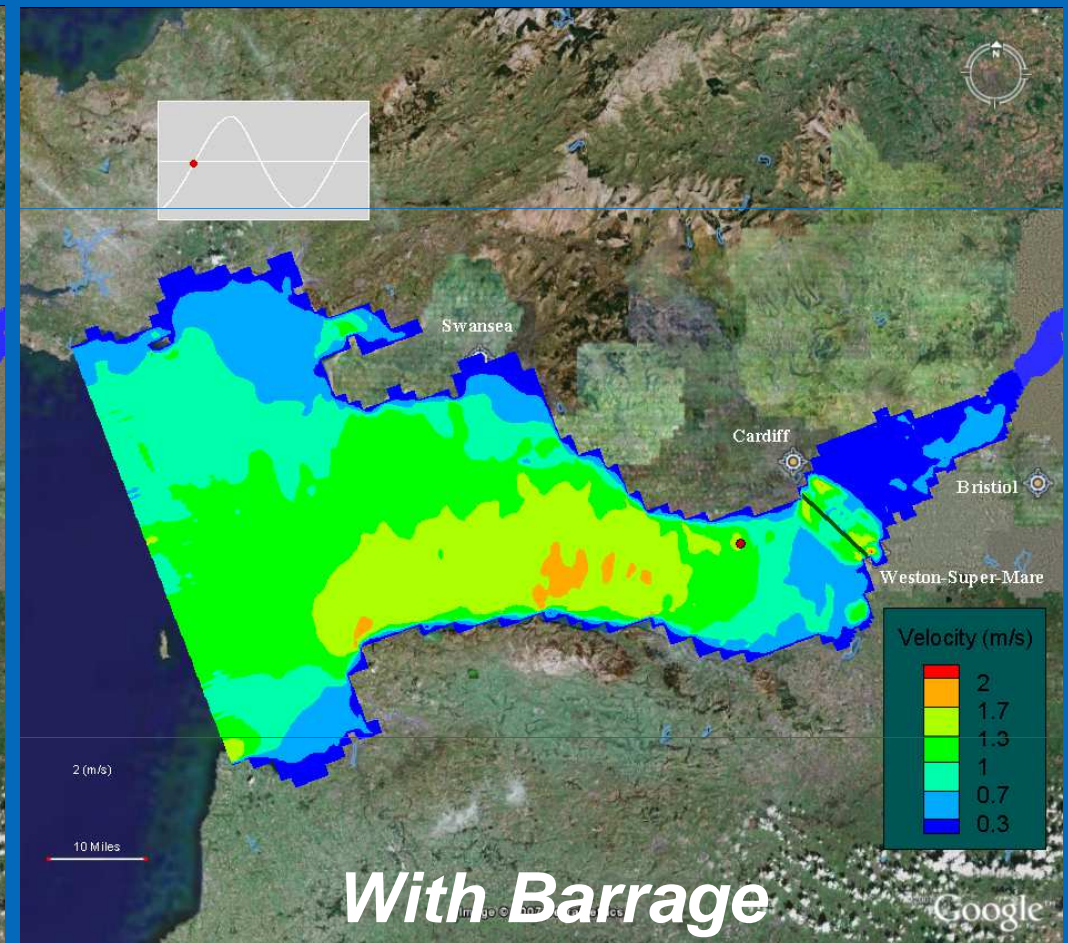 N
Swansea
Cardiff
Bristiol
Weston-Super-Mare
Velocity (m/s)
2
1.7
1.3
1
0.7
0.3
2 (m/s)
10 Miles
With Barrage
Google